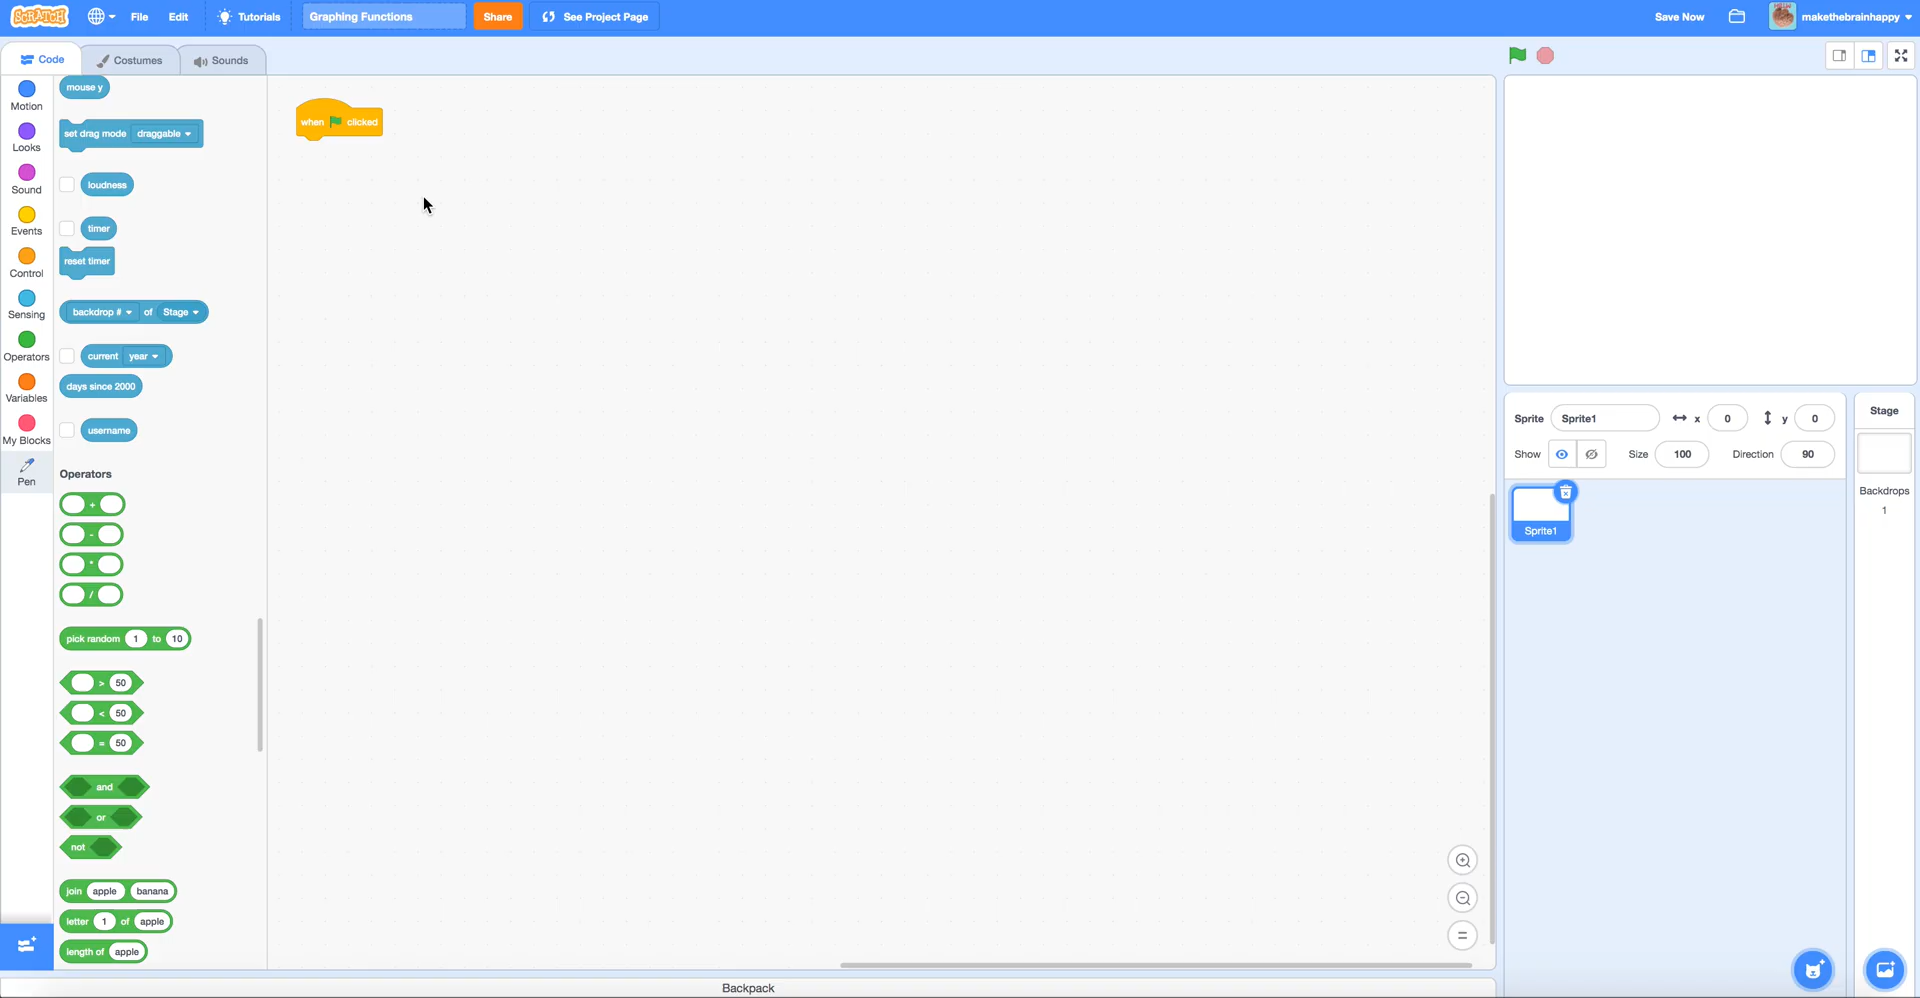 SCRATCH File Edit Tutorials Graphing Functions Share See Project Page Save Now makethebrainhappy
Code Costumes Sounds
Motion
Looks
Sound
Events
Control
Sensing
Operators
Variables
My Blocks
Pen
mouse y
set drag mode draggable
loudness
timer
reset timer
backdrop # of Stage
current year
days since 2000
username
Operators
+
-
*
/
pick random 1 to 10
> 50
< 50
= 50
and
or
not
join apple banana
letter 1 of apple
length of apple
when clicked
Sprite Sprite1 x 0 y 0
Show Size 100 Direction 90
Sprite1
Stage
Backdrops
1
Backpack